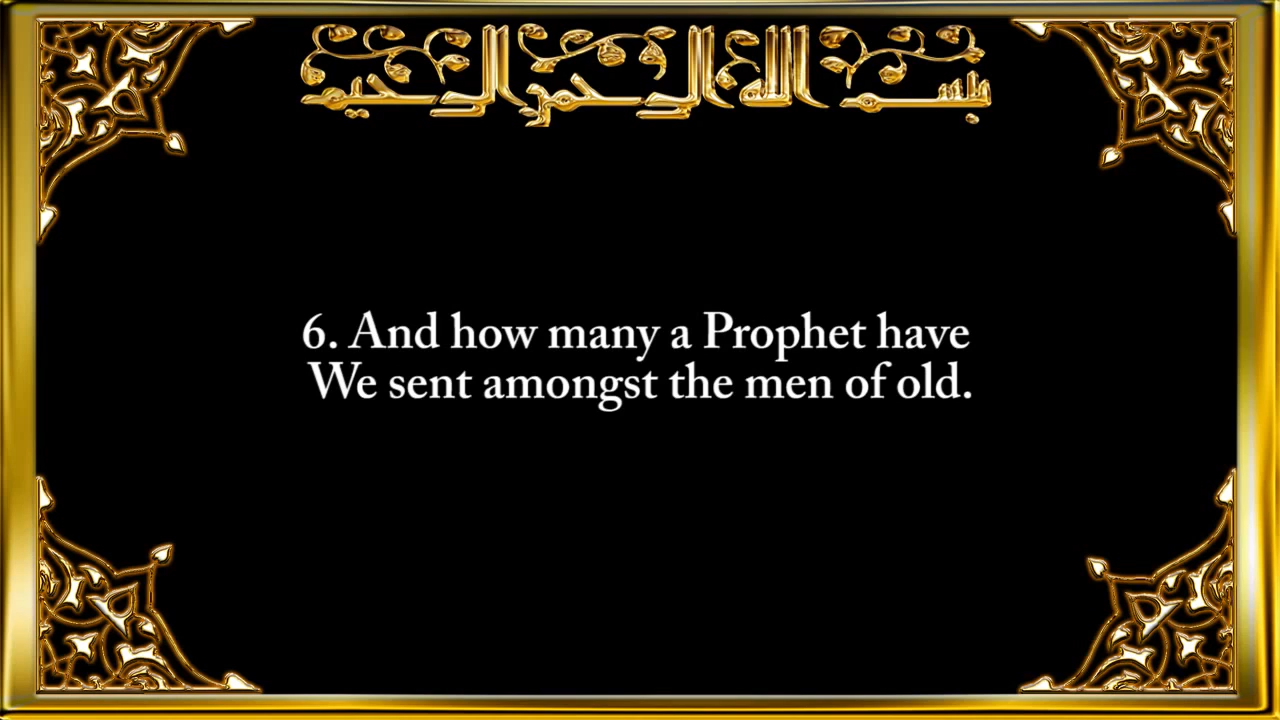 بسم الله الرحمن الرحيم
6. And how many a Prophet have
We sent amongst the men of old.